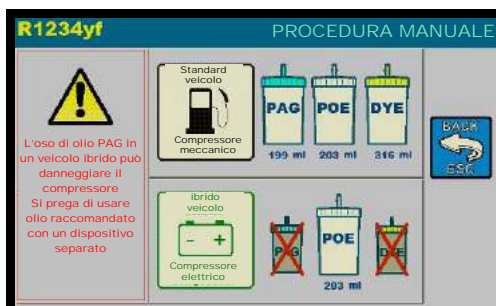 R1234yf
PROCEDURA MANUALE
L'oso di olio PAG in
un veicolo ibrido può
danneggiare il
compressore
Si prega di usare
olio raccomandato
con un dispositivo
separato
Standard
veicolo
Compressore
meccanico
PAG
POE
DYE
199 ml
203 ml
316 ml
BACK
ESC
ibrido
veicolo
- +
Compressore
elettrico
PAG
POE
DYE
203 ml